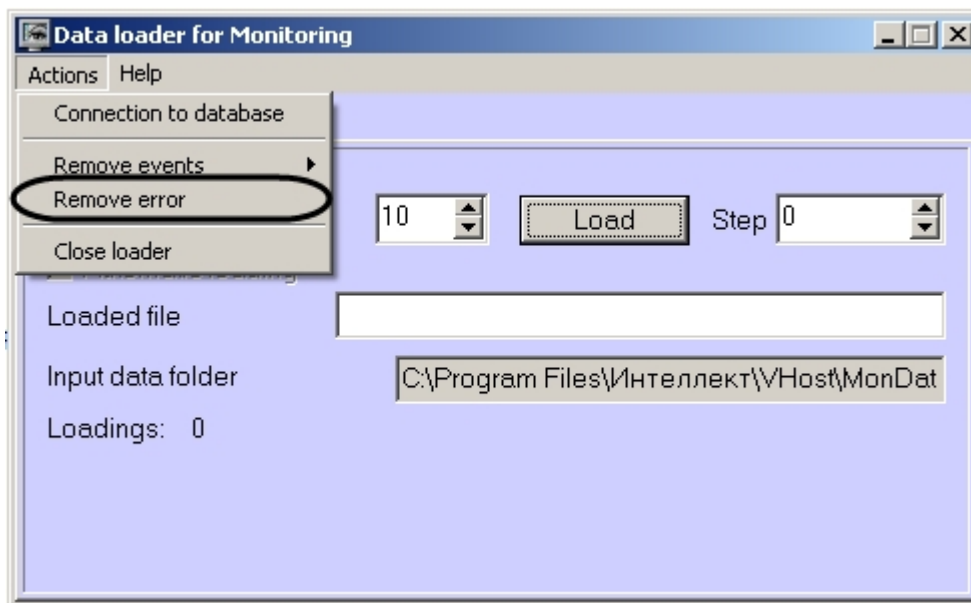 Data loader for Monitoring
Actions Help
Connection to database
Remove events
Remove error
Close loader
10 Load Step 0
Loaded file
Input data folder C:\Program Files\Интеллект\VHost\MonDat
Loadings: 0